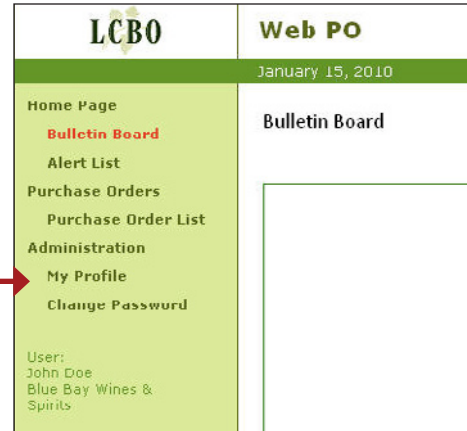 LCBO
Web PO
January 15, 2010
Home Page
Bulletin Board
Alert List
Purchase Orders
Purchase Order List
Administration
My Profile
Change Password
User:
John Doe
Blue Bay Wines &
Spirits
Bulletin Board